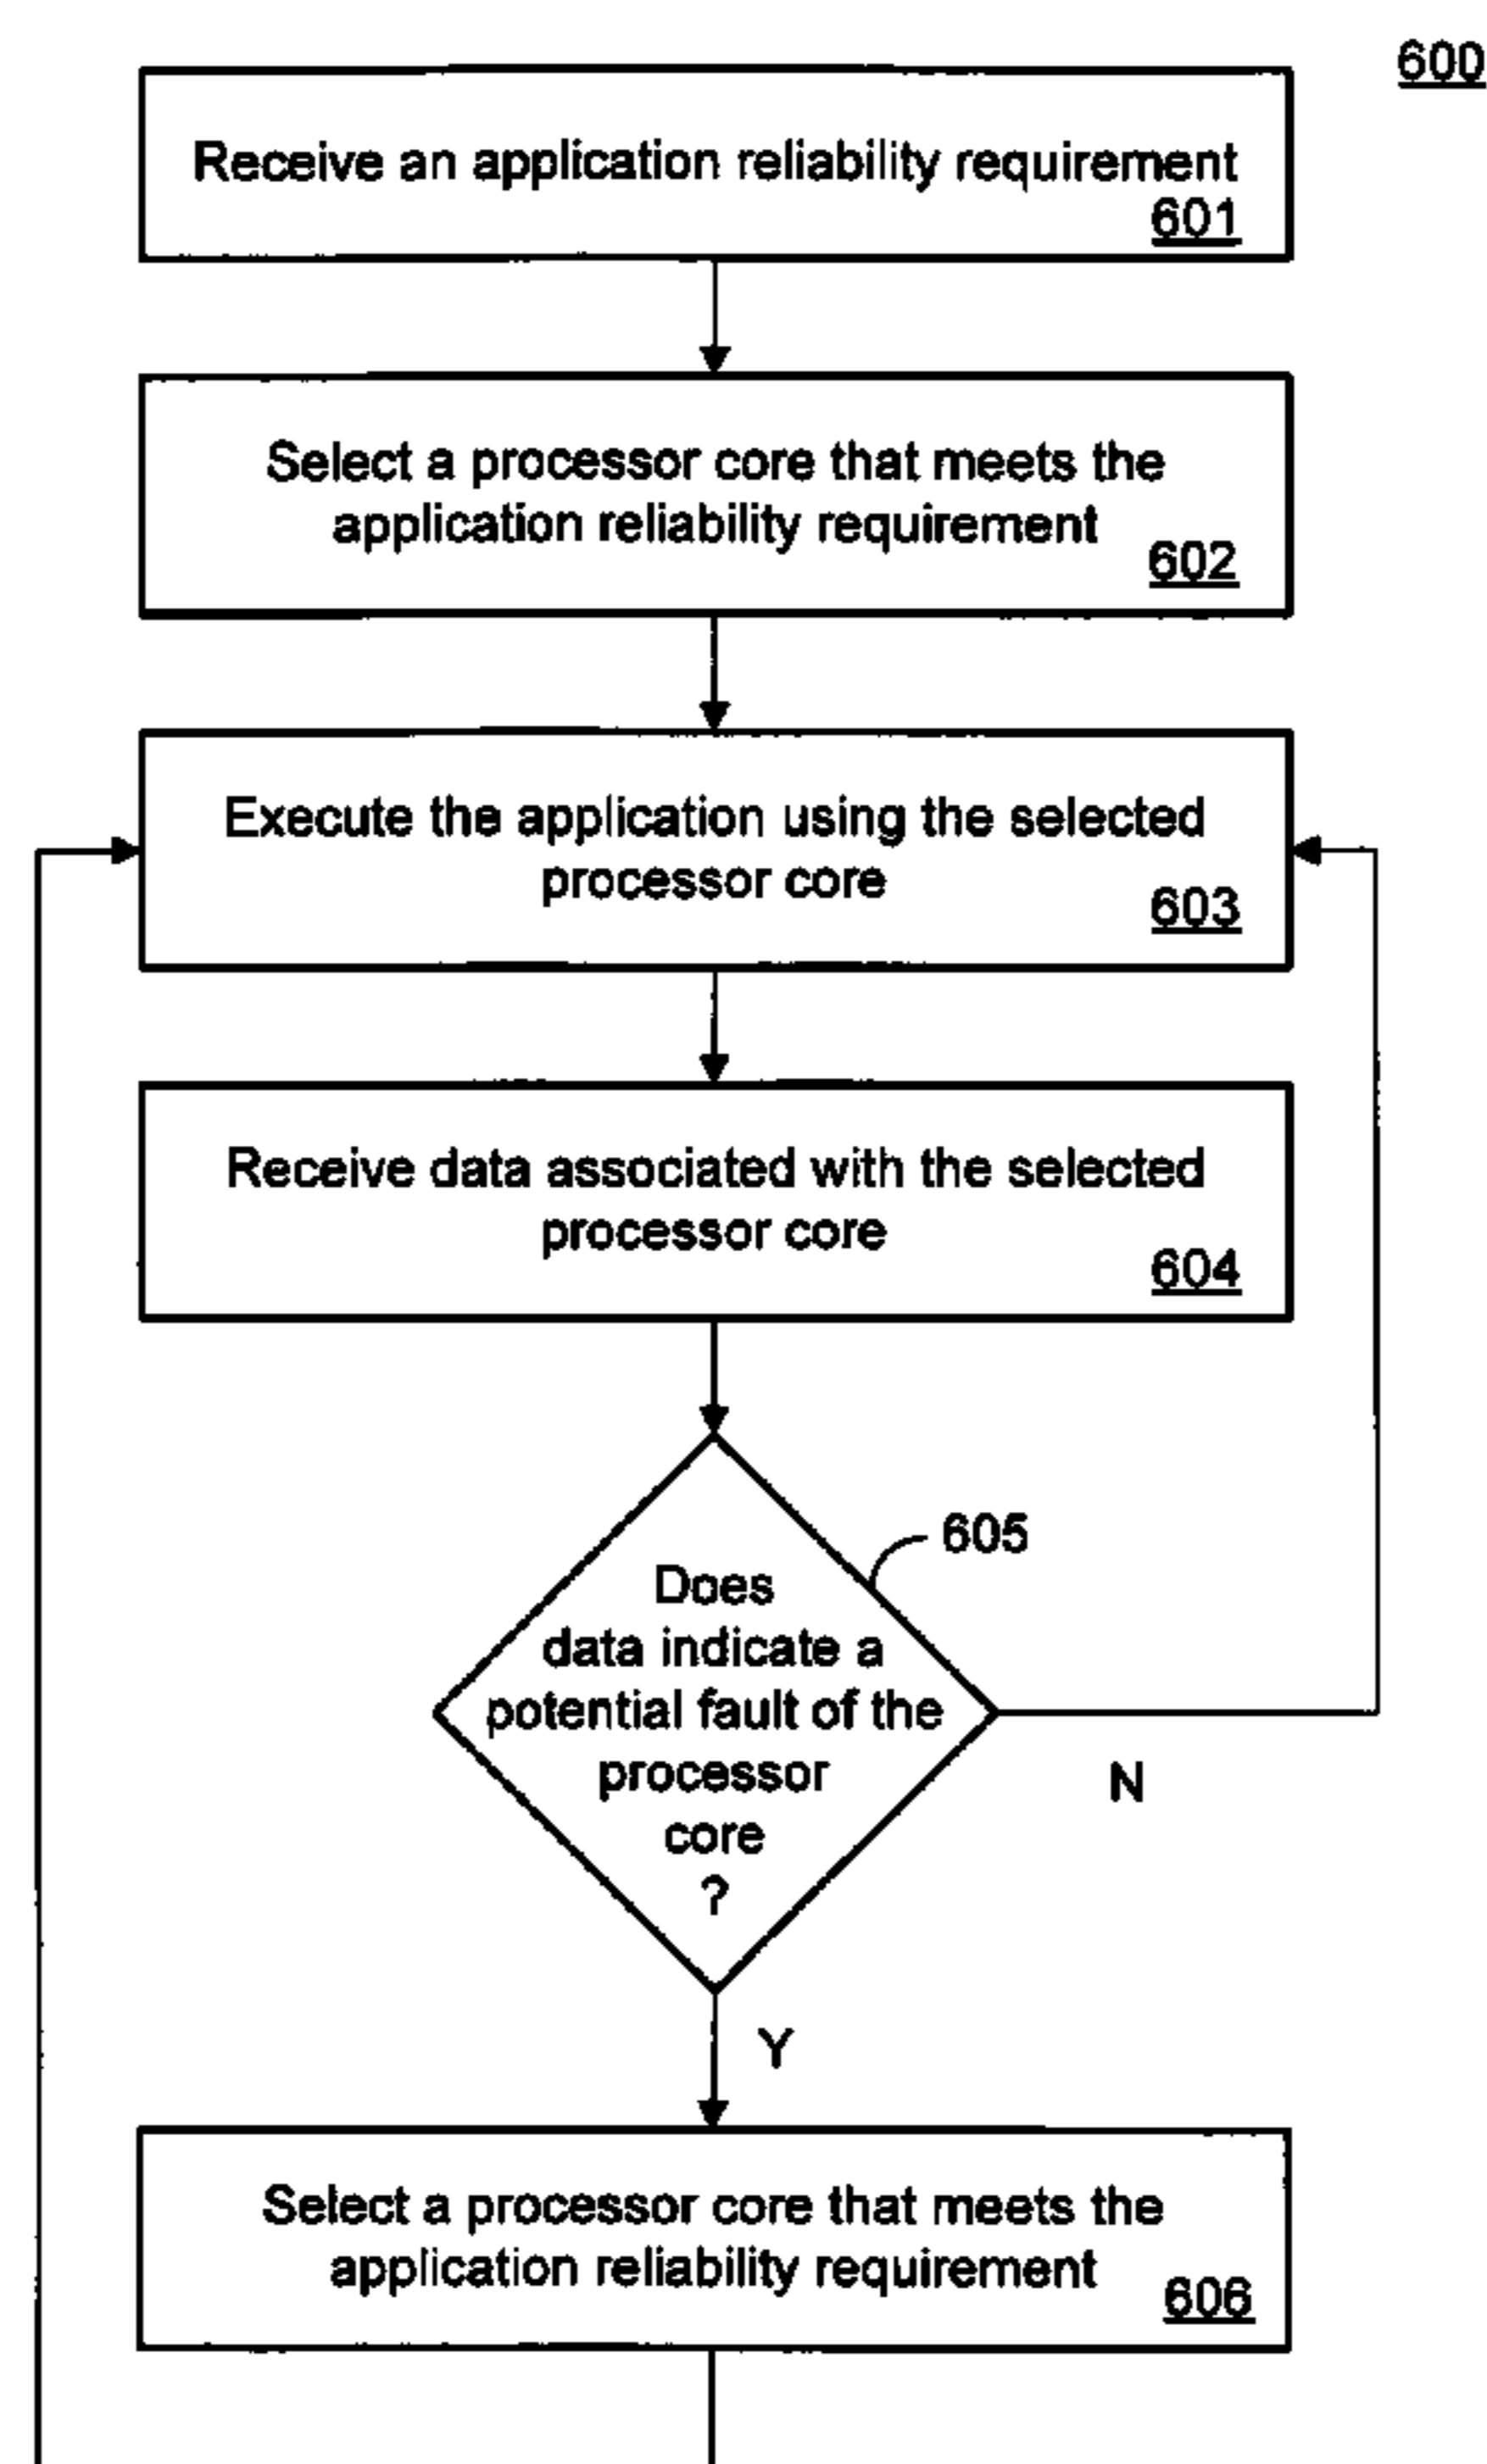 600
Receive an application reliability requirement
601
Select a processor core that meets the
application reliability requirement
602
Execute the application using the selected
processor core
603
Receive data associated with the selected
processor core
604
605
Does
data indicate a
potential fault of the
processor
core
?
N
Y
Select a processor core that meets the
application reliability requirement
606